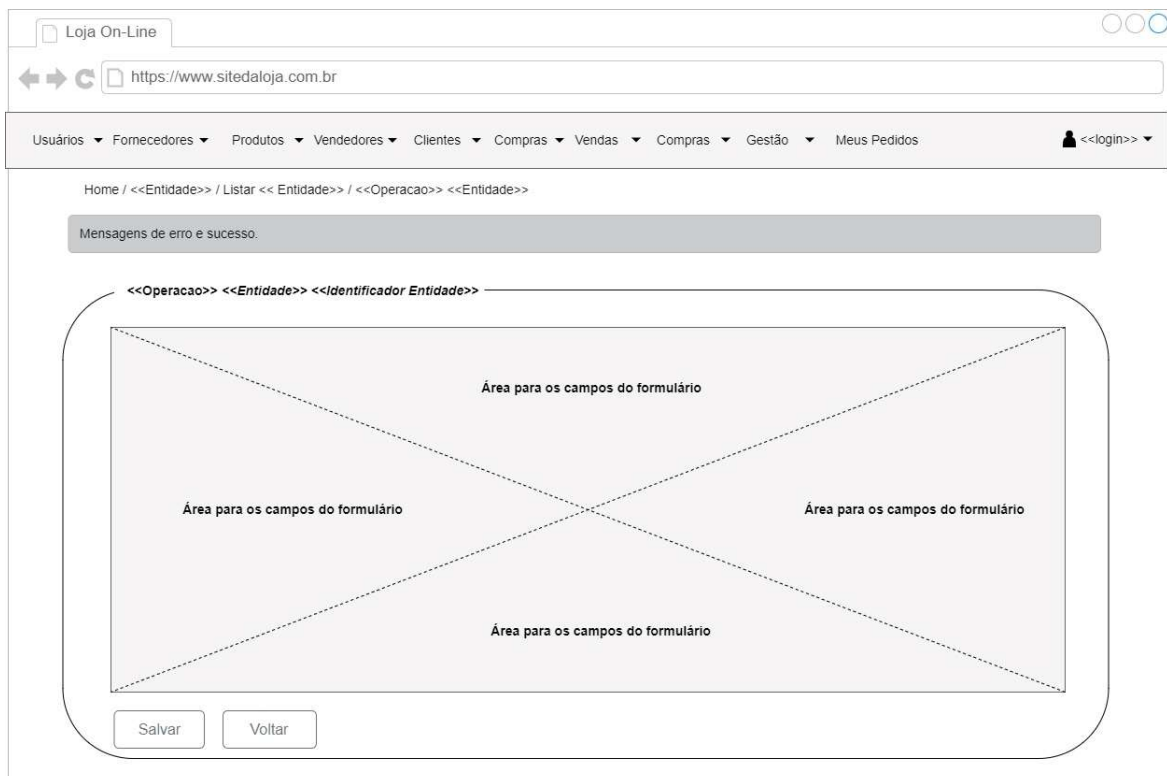 Loja On-Line
https://www.sitedaloja.com.br
Usuários Fornecedores Produtos Vendedores Clientes Compras Vendas Compras Gestão Meus Pedidos <<login>>
Home / <<Entidade>> / Listar << Entidade>> / <<Operacao>> <<Entidade>>
Mensagens de erro e sucesso.
<<Operacao>> <<Entidade>> <<Identificador Entidade>>
Área para os campos do formulário
Área para os campos do formulário Área para os campos do formulário
Área para os campos do formulário
Salvar Voltar